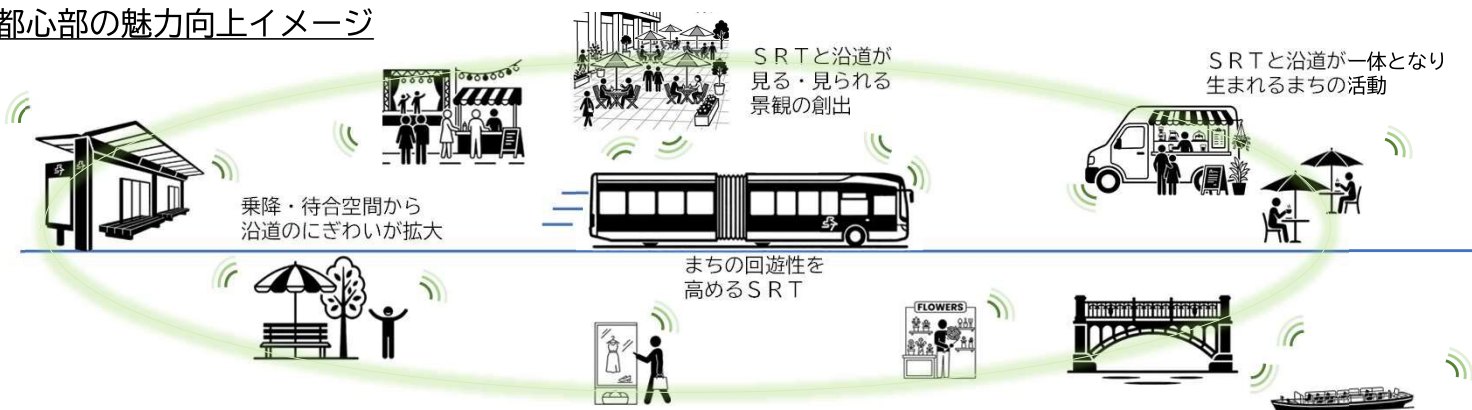 都心部の魅力向上イメージ
ＳＲＴと沿道が
見る・見られる
景観の創出
ＳＲＴと沿道が一体となり
生まれるまちの活動
乗降・待合空間から
沿道のにぎわいが拡大
まちの回遊性を
高めるＳＲＴ
FLOWERS